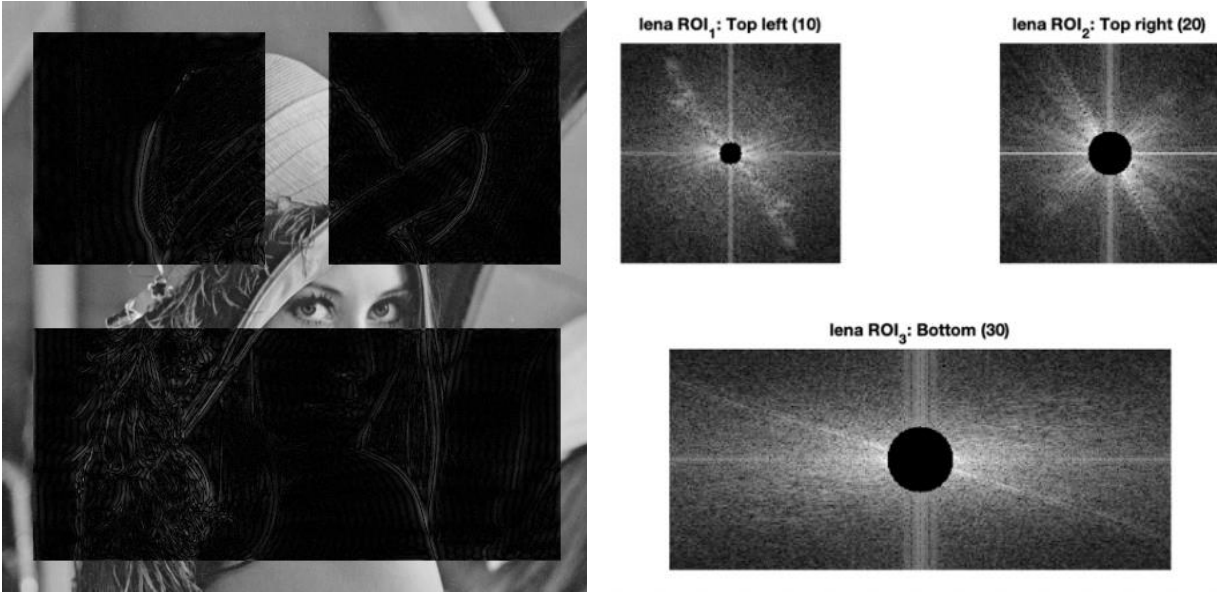 lena ROI₁: Top left (10)
lena ROI₂: Top right (20)
lena ROI₃: Bottom (30)